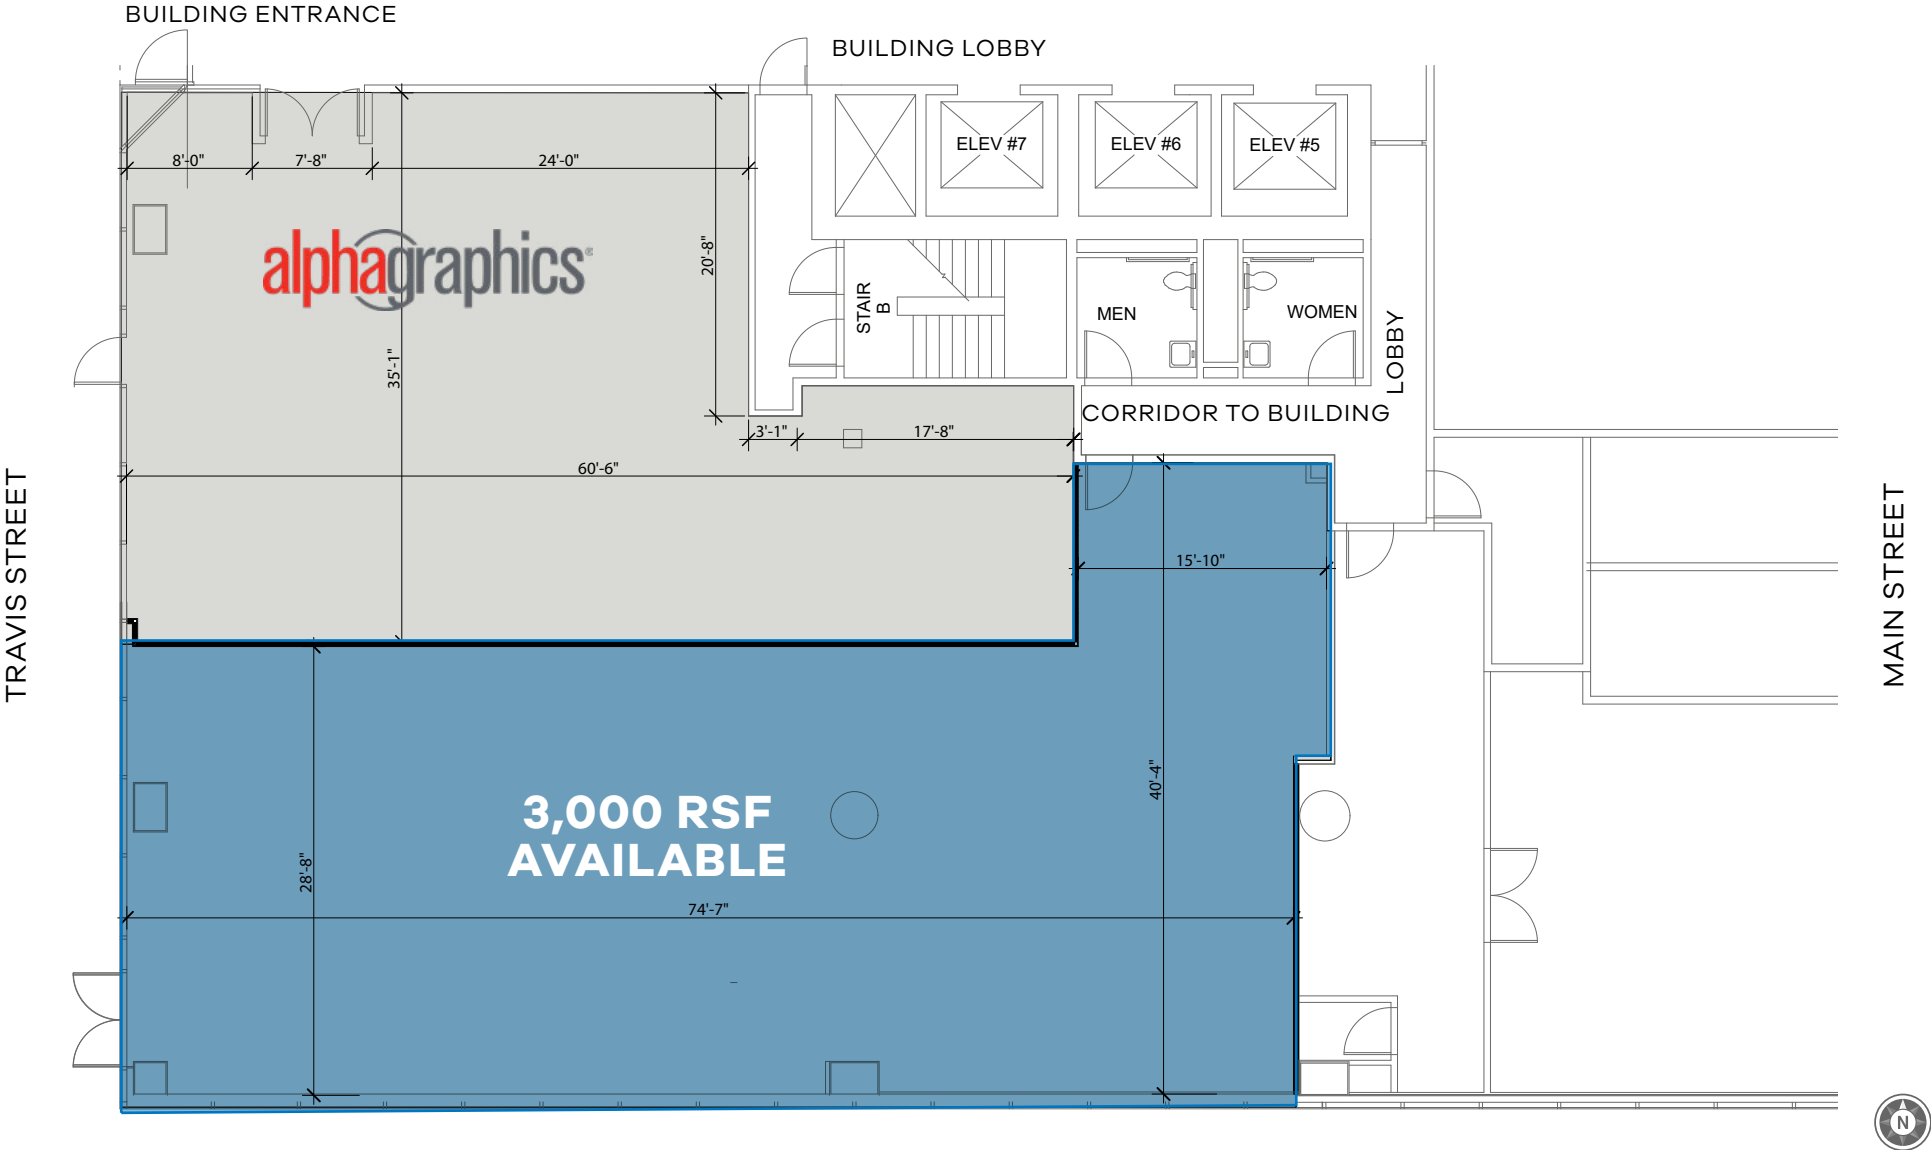 BUILDING ENTRANCE
BUILDING LOBBY
ELEV #7
ELEV #6
ELEV #5
8'-0"
7'-8"
24'-0"
alphagraphics®
20'-8"
STAIR
B
MEN
WOMEN
LOBBY
35'-1"
CORRIDOR TO BUILDING
3'-1"
17'-8"
60'-6"
TRAVIS STREET
MAIN STREET
15'-10"
40'-4"
3,000 RSF
AVAILABLE
28'-8"
74'-7"
N